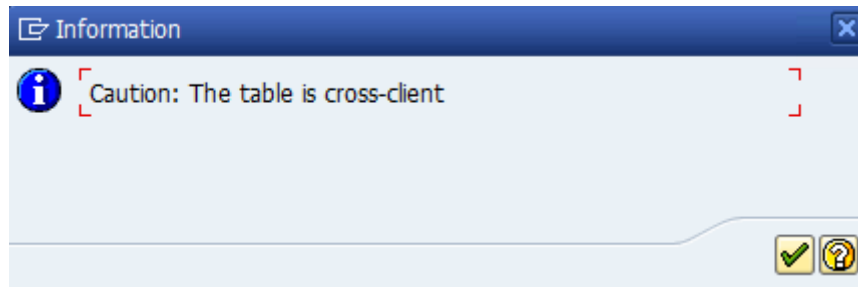 Information
Caution: The table is cross-client